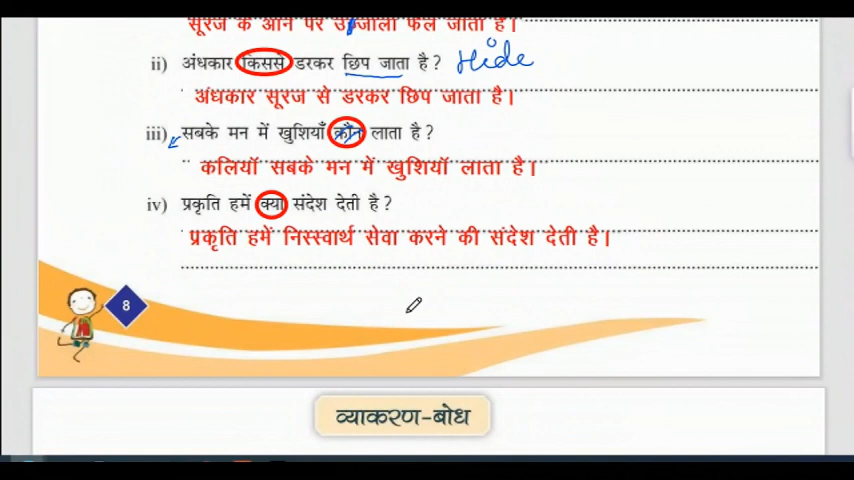 सूरज के आने पर उज्जाला फैल जाता है।
ii) अंधकार किससे डरकर छिप जाता है? Hide
अंधकार सूरज से डरकर छिप जाता है।
iii) सबके मन में खुशियाँ कौन लाता है?
कलियॉ सबके मन में खुशियॉ लाता है।
iv) प्रकृति हमें क्या संदेश देती है?
प्रकृति हमें निस्स्वार्थ सेवा करने की संदेश देती है।
8
व्याकरण-बोध